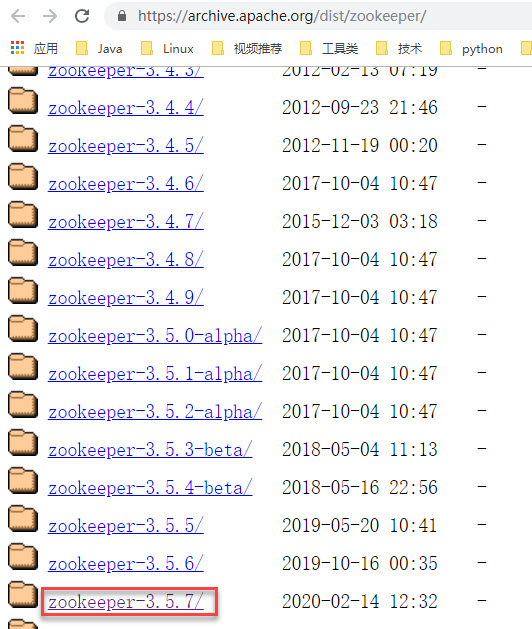 https://archive.apache.org/dist/zookeeper/
应用 Java Linux 视频推荐 工具类 技术 python
zookeeper-3.4.3/ 2012-02-13 07:19 -
zookeeper-3.4.4/ 2012-09-23 21:46 -
zookeeper-3.4.5/ 2012-11-19 00:20 -
zookeeper-3.4.6/ 2017-10-04 10:47 -
zookeeper-3.4.7/ 2015-12-03 03:18 -
zookeeper-3.4.8/ 2017-10-04 10:47 -
zookeeper-3.4.9/ 2017-10-04 10:47 -
zookeeper-3.5.0-alpha/ 2017-10-04 10:47 -
zookeeper-3.5.1-alpha/ 2017-10-04 10:47 -
zookeeper-3.5.2-alpha/ 2017-10-04 10:47 -
zookeeper-3.5.3-beta/ 2018-05-04 11:13 -
zookeeper-3.5.4-beta/ 2018-05-16 22:56 -
zookeeper-3.5.5/ 2019-05-20 10:41 -
zookeeper-3.5.6/ 2019-10-16 00:35 -
zookeeper-3.5.7/ 2020-02-14 12:32 -